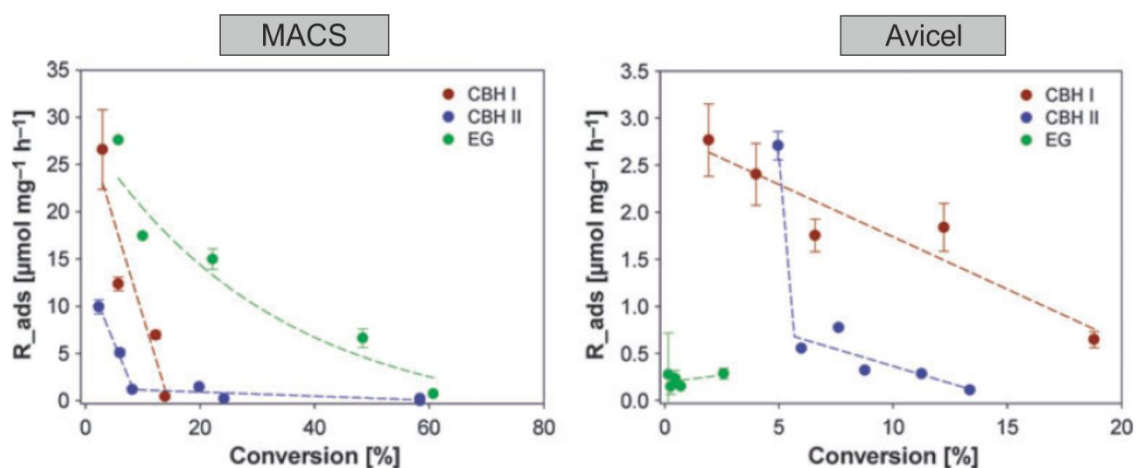 MACS
35
30
25
20
15
10
5
0
R_ads [µmol mg⁻¹ h⁻¹]
CBH I
CBH II
EG
0 20 40 60 80
Conversion [%]
Avicel
3.5
3.0
2.5
2.0
1.5
1.0
0.5
0.0
R_ads [µmol mg⁻¹ h⁻¹]
CBH I
CBH II
EG
0 5 10 15 20
Conversion [%]